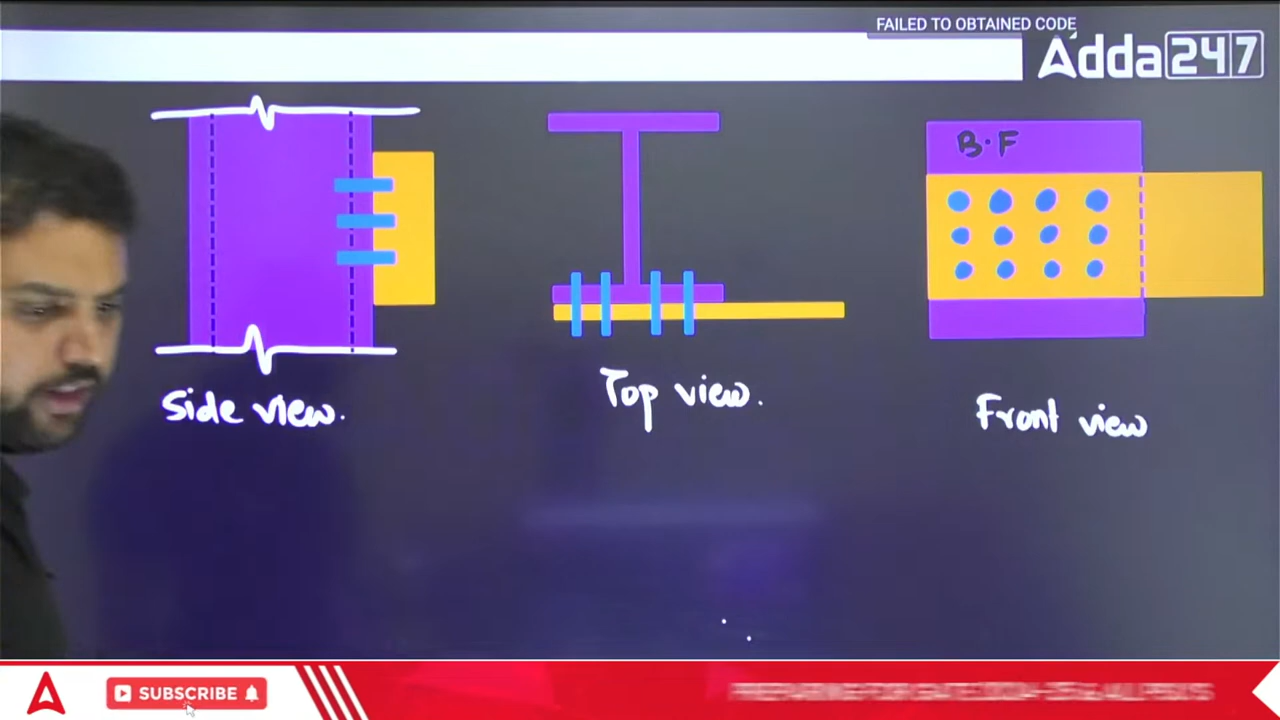 FAILED TO OBTAINED CODE
Adda247
B.F
Side view.
Top view.
Front view
SUBSCRIBE